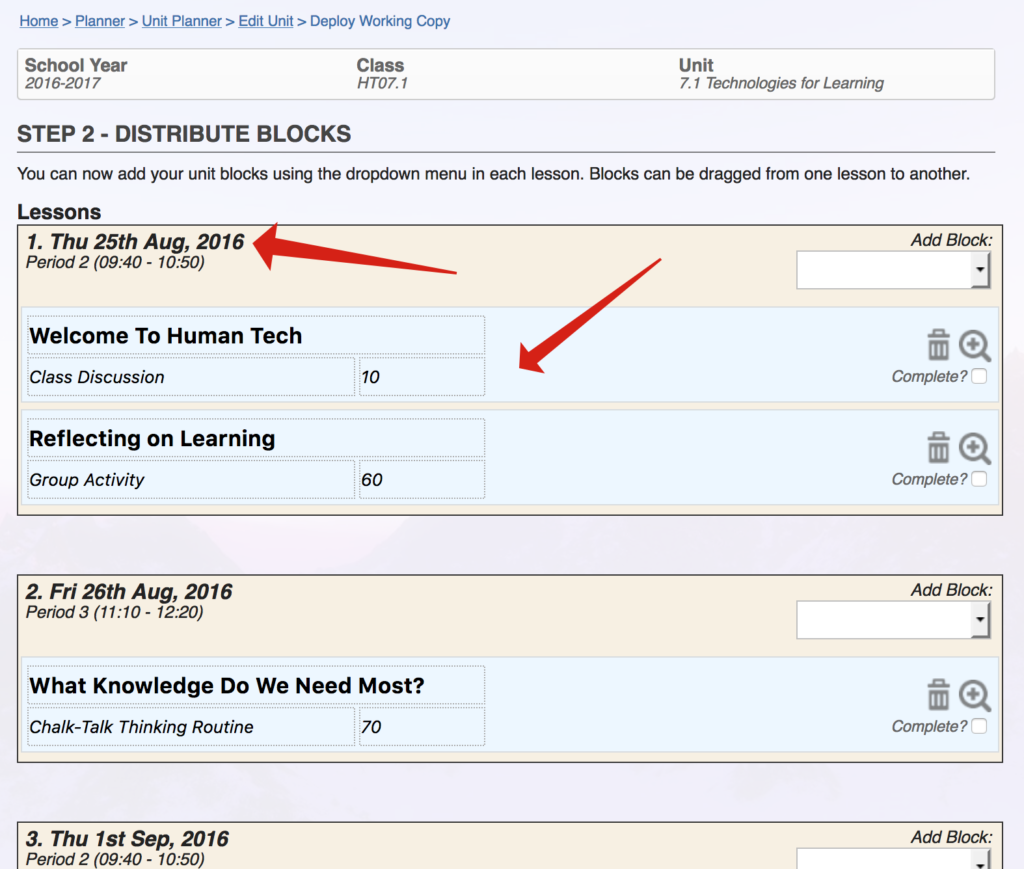 Home > Planner > Unit Planner > Edit Unit > Deploy Working Copy
School Year Class Unit
2016-2017 HT07.1 7.1 Technologies for Learning
STEP 2 - DISTRIBUTE BLOCKS
You can now add your unit blocks using the dropdown menu in each lesson. Blocks can be dragged from one lesson to another.
Lessons
1. Thu 25th Aug, 2016 Add Block:
Period 2 (09:40 - 10:50)
Welcome To Human Tech
Class Discussion 10 Complete?
Reflecting on Learning
Group Activity 60 Complete?
2. Fri 26th Aug, 2016 Add Block:
Period 3 (11:10 - 12:20)
What Knowledge Do We Need Most?
Chalk-Talk Thinking Routine 70 Complete?
3. Thu 1st Sep, 2016 Add Block:
Period 2 (09:40 - 10:50)